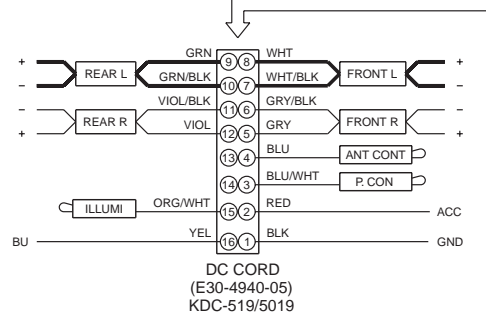 GRN 9 8 WHT
+ REAR L FRONT L +
− GRN/BLK 10 7 WHT/BLK −
− VIOL/BLK 11 6 GRY/BLK −
REAR R FRONT R
+ VIOL 12 5 GRY +
13 4 BLU ANT CONT
14 3 BLU/WHT P. CON
ILLUMI ORG/WHT 15 2 RED ACC
BU YEL 16 1 BLK GND
DC CORD
(E30-4940-05)
KDC-519/5019